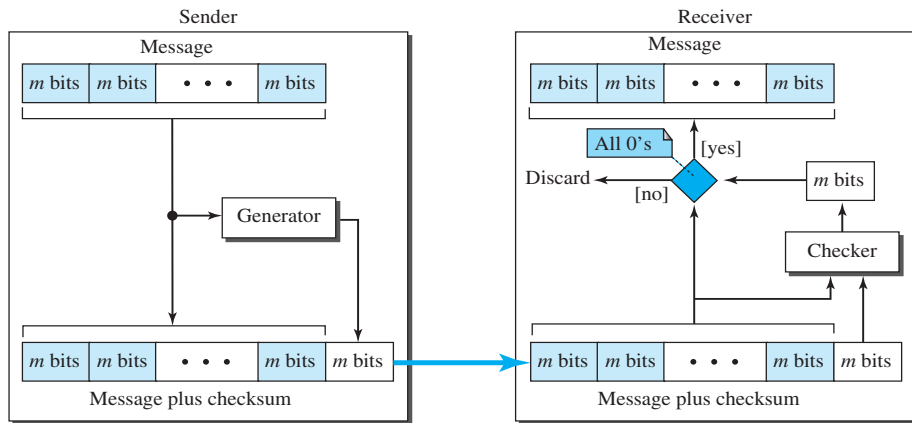 Sender
Message
m bits m bits • • • m bits
Generator
m bits m bits • • • m bits m bits
Message plus checksum
Receiver
Message
m bits m bits • • • m bits
All 0's
[yes]
Discard
[no]
m bits
Checker
m bits m bits • • • m bits m bits
Message plus checksum